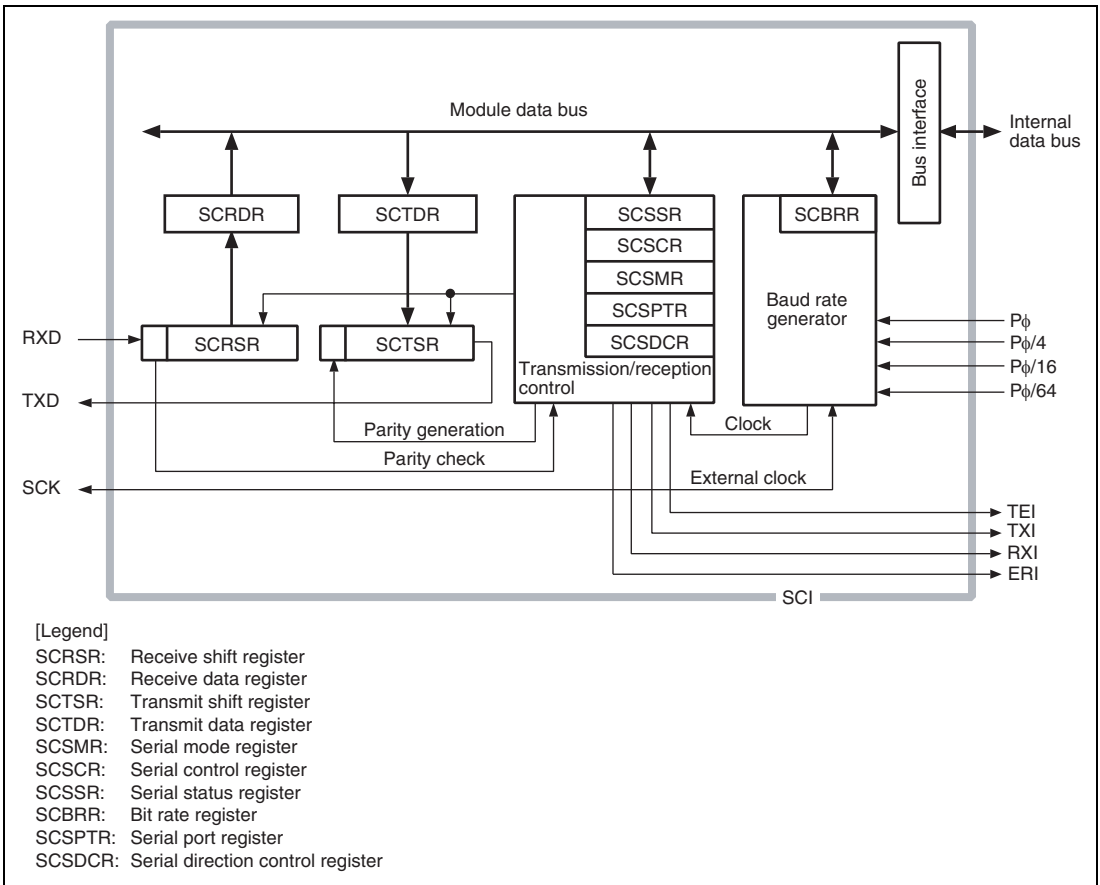 Module data bus
Bus interface
Internal
data bus
SCRDR
SCTDR
SCSSR
SCSCR
SCSMR
SCSPTR
SCSDCR
Transmission/reception
control
SCBRR
Baud rate
generator
RXD
SCRSR
SCTSR
TXD
Pϕ
Pϕ/4
Pϕ/16
Pϕ/64
Parity generation
Parity check
Clock
SCK
External clock
TEI
TXI
RXI
ERI
SCI
[Legend]
SCRSR: Receive shift register
SCRDR: Receive data register
SCTSR: Transmit shift register
SCTDR: Transmit data register
SCSMR: Serial mode register
SCSCR: Serial control register
SCSSR: Serial status register
SCBRR: Bit rate register
SCSPTR: Serial port register
SCSDCR: Serial direction control register